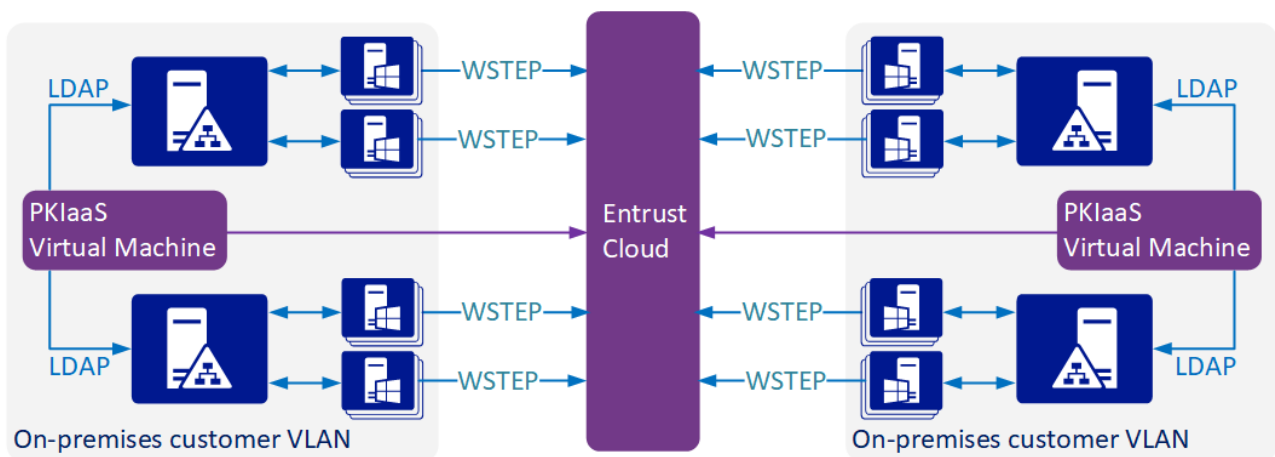 WSTEP
WSTEP
LDAP
LDAP
WSTEP
WSTEP
PKIaaS
Virtual Machine
Entrust
Cloud
PKIaaS
Virtual Machine
WSTEP
WSTEP
LDAP
LDAP
WSTEP
WSTEP
On-premises customer VLAN
On-premises customer VLAN